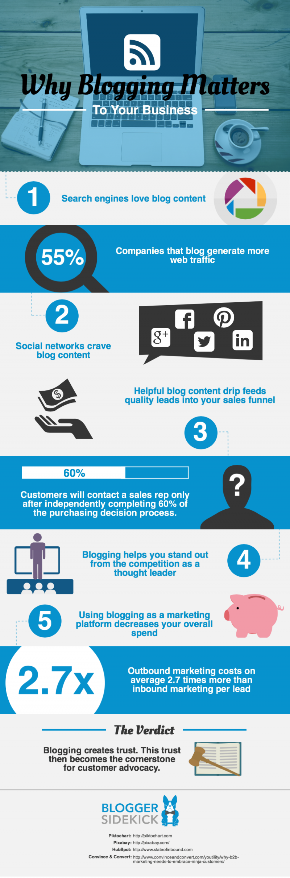 Why Blogging Matters
To Your Business
1
Search engines love blog content
55%
Companies that blog generate more
web traffic
2
Social networks crave
blog content
g+
f
in
Helpful blog content drip feeds
quality leads into your sales funnel
3
60%
Customers will contact a sales rep only
after independently completing 60% of
the purchasing decision process.
?
Blogging helps you stand out
from the competition as a
thought leader
4
5
Using blogging as a marketing
platform decreases your overall
spend
2.7x
Outbound marketing costs on
average 2.7 times more than
inbound marketing per lead
The Verdict
Blogging creates trust. This trust
then becomes the cornerstone
for customer advocacy.
BLOGGER
SIDEKICK
Piktochart:
Pixabay:
HubSpot:
Convince & Convert: